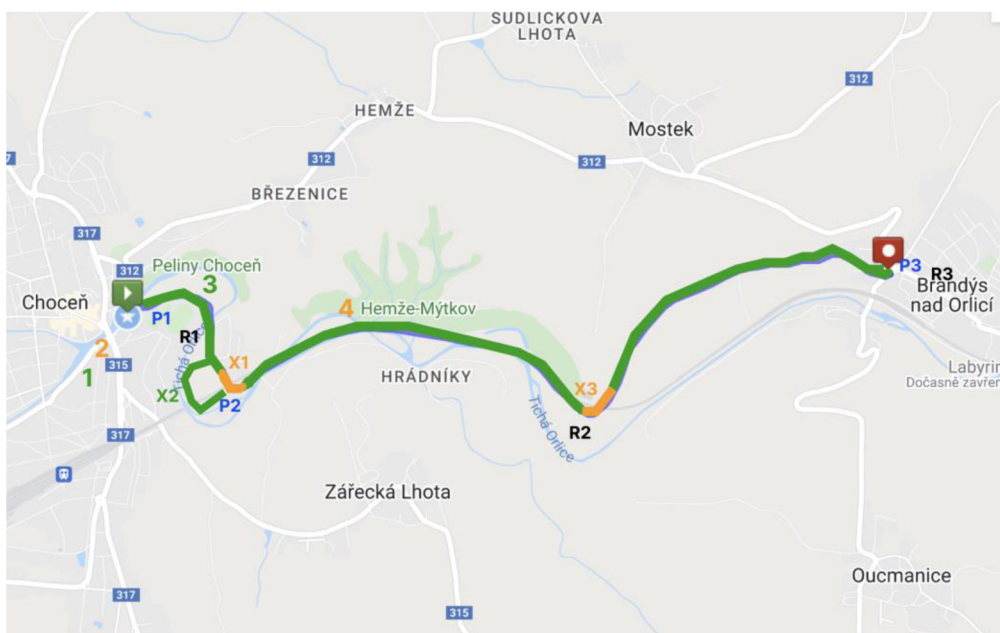 SUDLIČKOVA
LHOTA
312
HEMŽE
Mostek
312
312
317
BŘEZENICE
317
312
Peliny Choceň
3
P3
R3
Brandýs
nad Orlicí
Choceň
P1
4
Hemže-Mýtkov
R1
2
1
315
Tichá Orlice
X1
HRÁDNÍKY
X2
P2
X3
Labyrin
Dočasně zavřen
R2
Tichá Orlice
317
Zářecká Lhota
Oucmanice
317
315